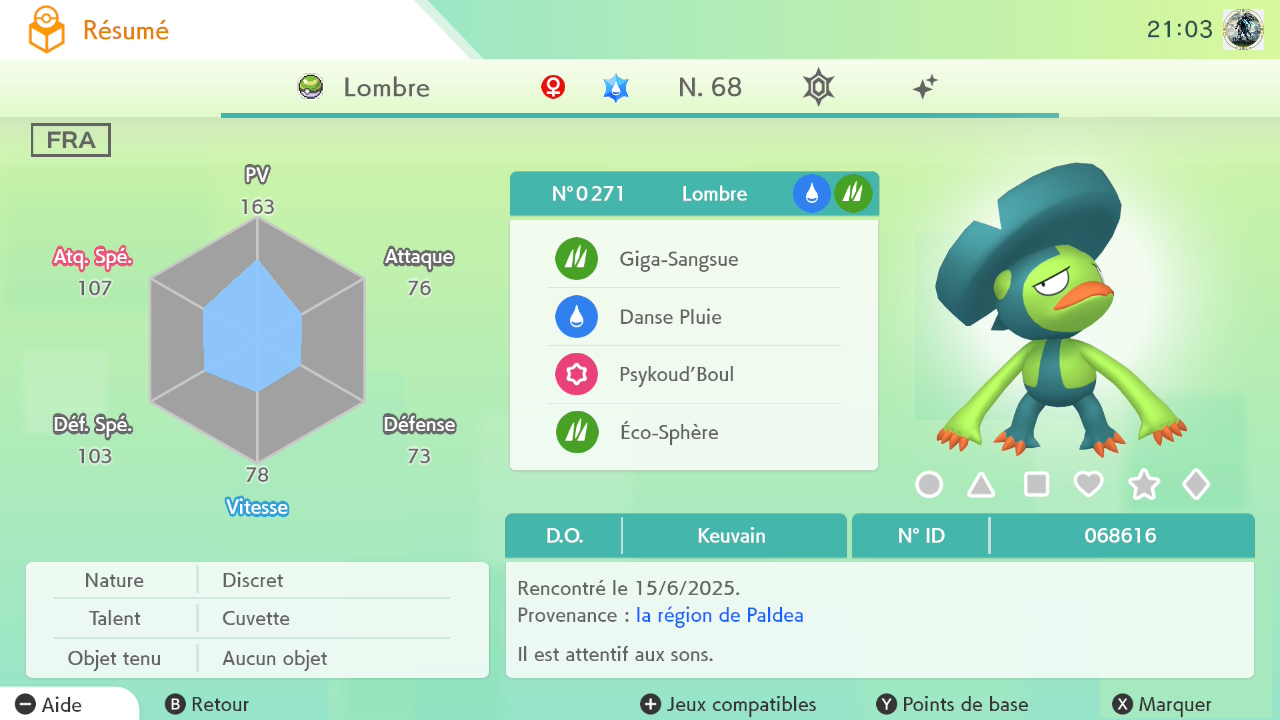 Résumé
21:03
Lombre N. 68
FRA
PV
163
Atq. Spé.
107
Attaque
76
Déf. Spé.
103
Défense
73
78
Vitesse
N°0271 Lombre
Giga-Sangsue
Danse Pluie
Psykoud'Boul
Éco-Sphère
D.O. Keuvain N° ID 068616
Nature Discret
Talent Cuvette
Objet tenu Aucun objet
Rencontré le 15/6/2025.
Provenance : la région de Paldea
Il est attentif aux sons.
Aide B Retour + Jeux compatibles Y Points de base X Marquer